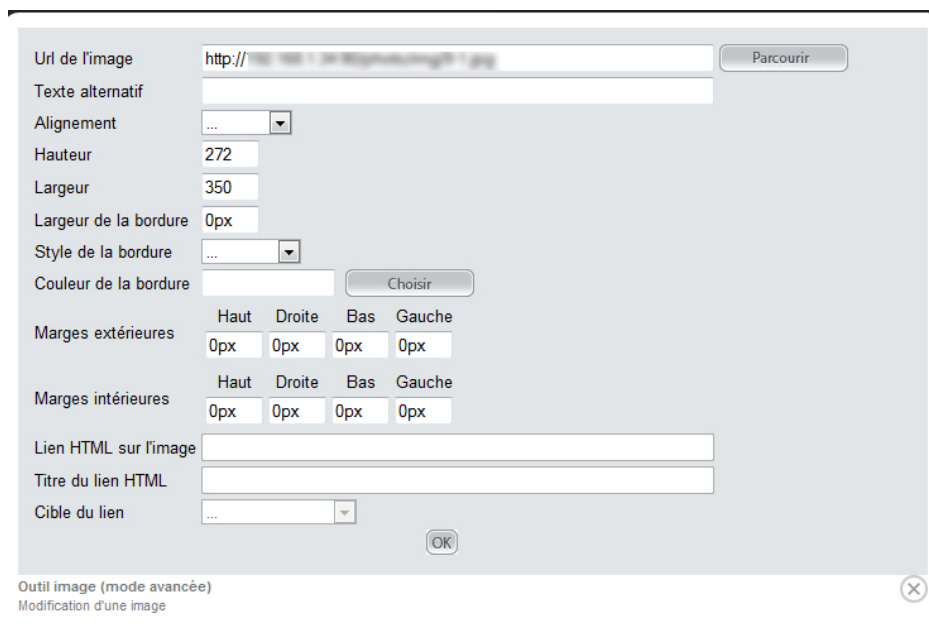 Url de l'image http:// Parcourir
Texte alternatif
Alignement ...
Hauteur 272
Largeur 350
Largeur de la bordure 0px
Style de la bordure ...
Couleur de la bordure Choisir
Haut Droite Bas Gauche
Marges extérieures
0px 0px 0px 0px
Haut Droite Bas Gauche
Marges intérieures
0px 0px 0px 0px
Lien HTML sur l'image
Titre du lien HTML
Cible du lien ...
OK
Outil image (mode avancée)
Modification d'une image